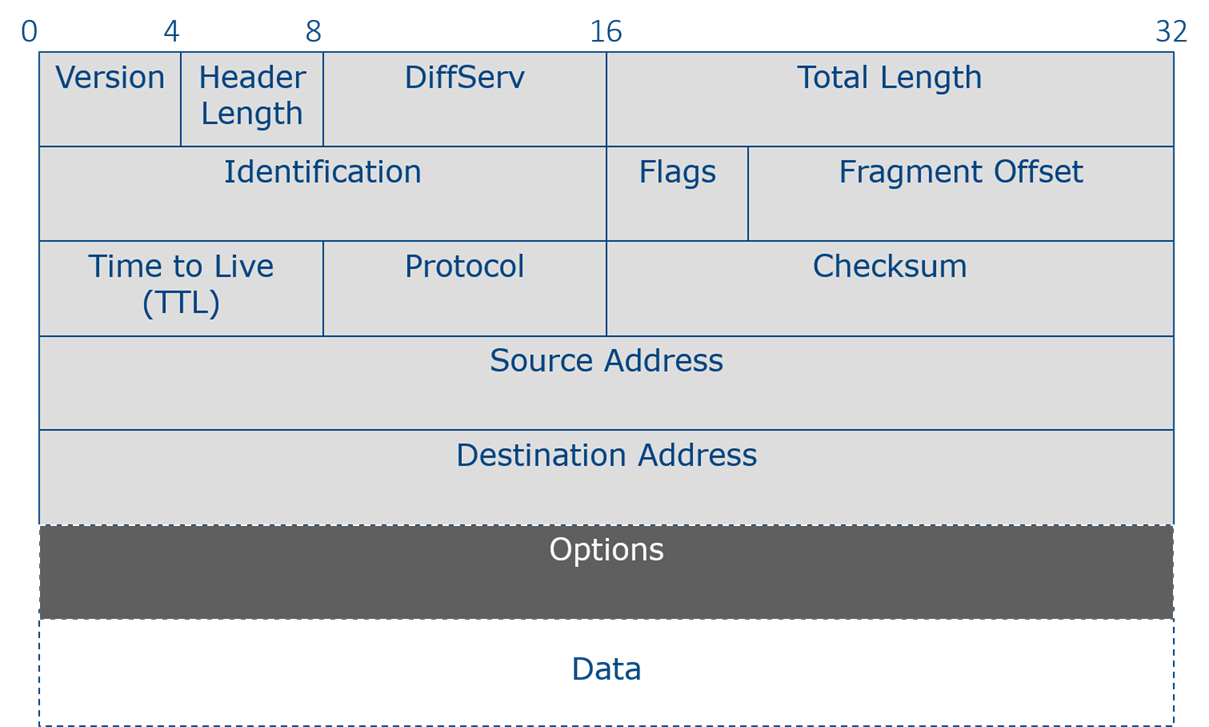 0 4 8 16 32
Version Header Length DiffServ Total Length
Identification Flags Fragment Offset
Time to Live (TTL) Protocol Checksum
Source Address
Destination Address
Options
Data